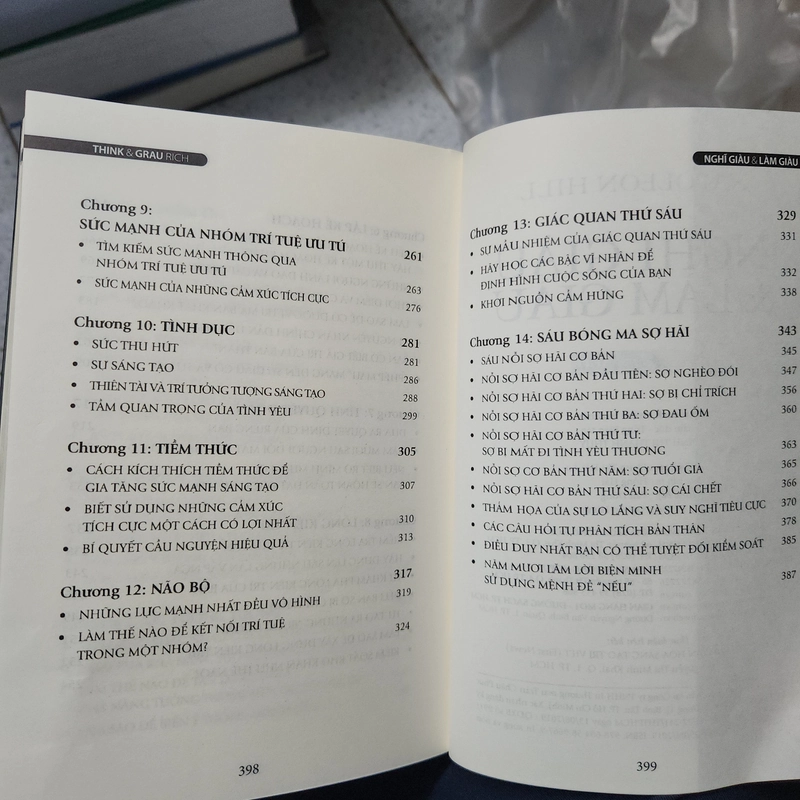 THINK & GRAU RICH
Chương 9:
SỨC MẠNH CỦA NHÓM TRÍ TUỆ ƯU TÚ 261
• TÌM KIẾM SỨC MẠNH THÔNG QUA
NHÓM TRÍ TUỆ ƯU TÚ 263
• SỨC MẠNH CỦA NHỮNG CẢM XÚC TÍCH CỰC 276
Chương 10: TÌNH DỤC 281
• SỨC THU HÚT 281
• SỰ SÁNG TẠO 286
• THIÊN TÀI VÀ TRÍ TƯỞNG TƯỢNG SÁNG TẠO 288
• TẦM QUAN TRỌNG CỦA TÌNH YÊU 299
Chương 11: TIỀM THỨC 305
• CÁCH KÍCH THÍCH TIỀM THỨC ĐỂ
GIA TĂNG SỨC MẠNH SÁNG TẠO 307
• BIẾT SỬ DỤNG NHỮNG CẢM XÚC
TÍCH CỰC MỘT CÁCH CÓ LỢI NHẤT 310
• BÍ QUYẾT CẦU NGUYỆN HIỆU QUẢ 313
Chương 12: NÃO BỘ 317
• NHỮNG LỰC MẠNH NHẤT ĐỀU VÔ HÌNH 319
• LÀM THẾ NÀO ĐỂ KẾT NỐI TRÍ TUỆ
TRONG MỘT NHÓM? 324
398
NGHĨ GIÀU & LÀM GIÀU
Chương 13: GIÁC QUAN THỨ SÁU 329
• SỰ MẦU NHIỆM CỦA GIÁC QUAN THỨ SÁU 331
• HÃY HỌC CÁC BẬC VĨ NHÂN ĐỂ
ĐỊNH HÌNH CUỘC SỐNG CỦA BẠN 332
• KHƠI NGUỒN CẢM HỨNG 338
Chương 14: SÁU BÓNG MA SỢ HÃI 343
• SÁU NỖI SỢ HÃI CƠ BẢN 345
• NỖI SỢ HÃI CƠ BẢN ĐẦU TIÊN: SỢ NGHÈO ĐÓI 347
• NỖI SỢ HÃI CƠ BẢN THỨ HAI: SỢ BỊ CHỈ TRÍCH 356
• NỖI SỢ HÃI CƠ BẢN THỨ BA: SỢ ĐAU ỐM 360
• NỖI SỢ HÃI CƠ BẢN THỨ TƯ:
SỢ BỊ MẤT ĐI TÌNH YÊU THƯƠNG 363
• NỖI SỢ CƠ BẢN THỨ NĂM: SỢ TUỔI GIÀ 365
• NỖI SỢ HÃI CƠ BẢN THỨ SÁU: SỢ CÁI CHẾT 366
• THẢM HỌA CỦA SỰ LO LẮNG VÀ SUY NGHĨ TIÊU CỰC 370
• CÁC CÂU HỎI TỰ PHÂN TÍCH BẢN THÂN 378
• ĐIỀU DUY NHẤT BẠN CÓ THỂ TUYỆT ĐỐI KIỂM SOÁT 385
• NĂM MƯƠI LĂM LỜI BIỆN MINH
SỬ DỤNG MỆNH ĐỀ "NẾU" 387
399